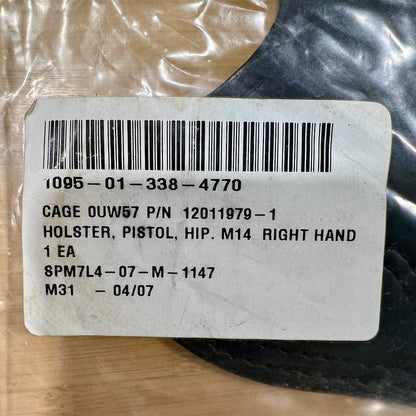 1095-01-338-4770
CAGE 0UW57 P/N 12011979-1
HOLSTER, PISTOL, HIP. M14 RIGHT HAND
1 EA
SPM7L4-07-M-1147
M31 - 04/07